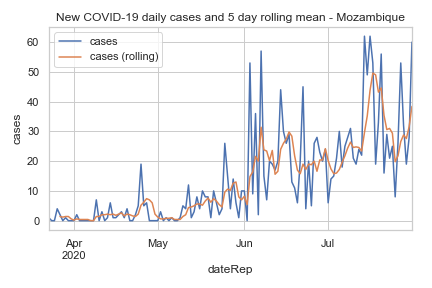 New COVID-19 daily cases and 5 day rolling mean - Mozambique
cases
cases (rolling)
60
50
40
30
20
10
0
cases
Apr
2020
May
Jun
Jul
dateRep